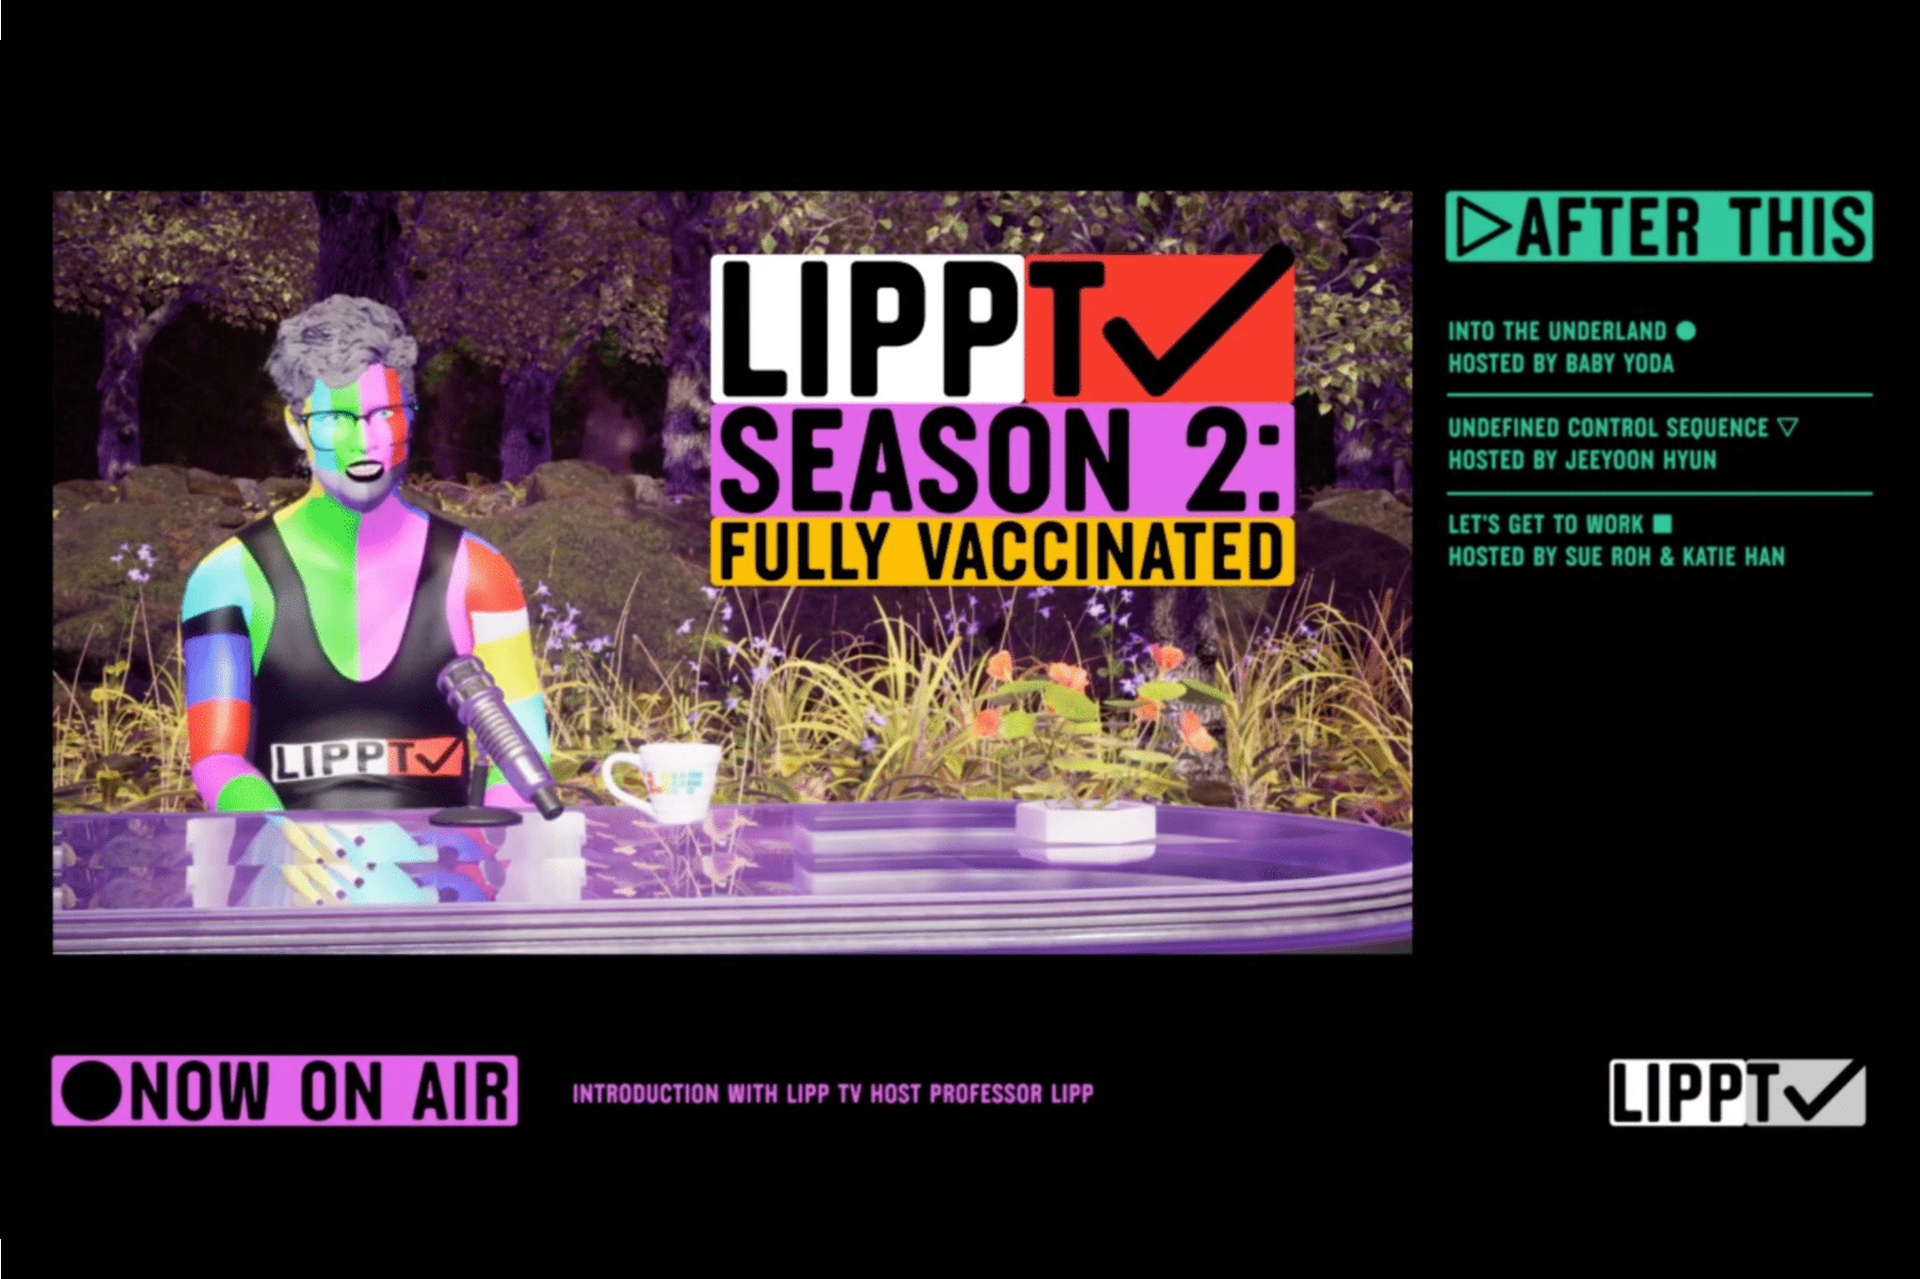 LIPPTV
SEASON 2:
FULLY VACCINATED
LIPPTV
▷AFTER THIS
INTO THE UNDERLAND ●
HOSTED BY BABY YODA
UNDEFINED CONTROL SEQUENCE ▽
HOSTED BY JEEYOON HYUN
LET'S GET TO WORK ■
HOSTED BY SUE ROH & KATIE HAN
●NOW ON AIR
INTRODUCTION WITH LIPP TV HOST PROFESSOR LIPP
LIPPTV